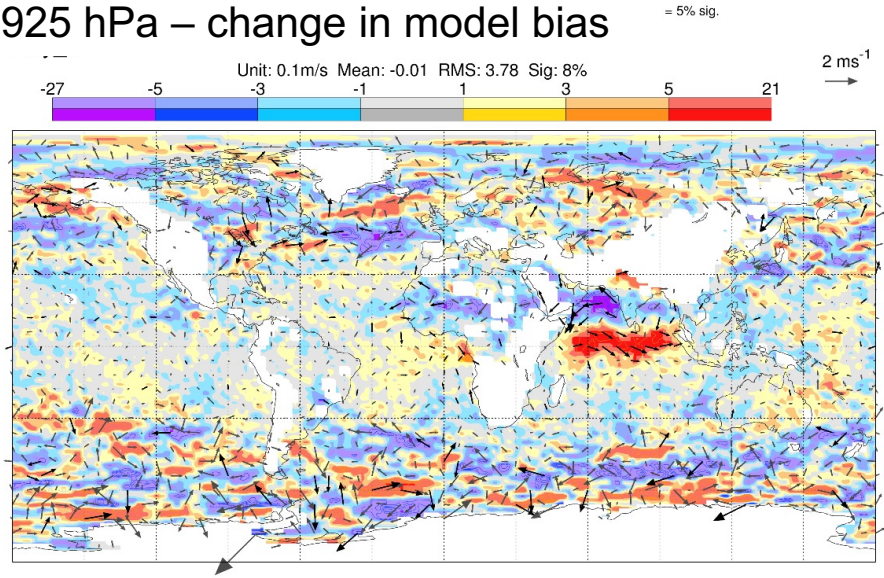 925 hPa – change in model bias
= 5% sig.
Unit: 0.1m/s Mean: -0.01 RMS: 3.78 Sig: 8%
2 ms-1
-27 -5 -3 -1 1 3 5 21